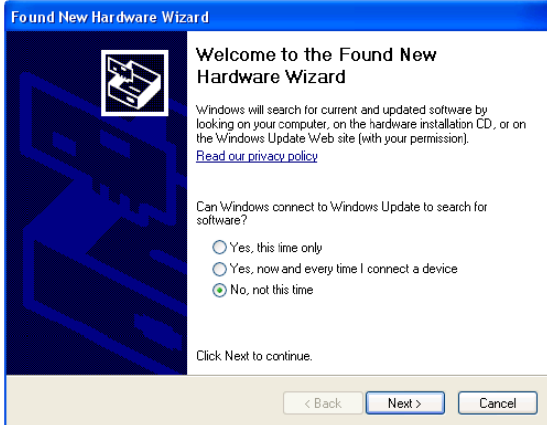 Found New Hardware Wizard
Welcome to the Found New
Hardware Wizard
Windows will search for current and updated software by
looking on your computer, on the hardware installation CD, or on
the Windows Update Web site (with your permission).
Read our privacy policy
Can Windows connect to Windows Update to search for
software?
Yes, this time only
Yes, now and every time I connect a device
No, not this time
Click Next to continue.
< Back
Next >
Cancel